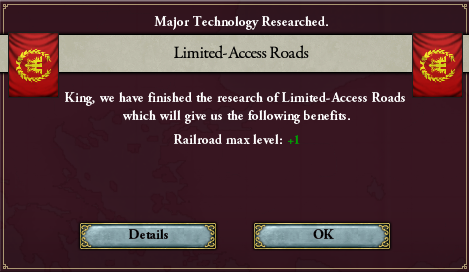 Major Technology Researched.
Limited-Access Roads
King, we have finished the research of Limited-Access Roads
which will give us the following benefits.
Railroad max level: +1
Details
OK